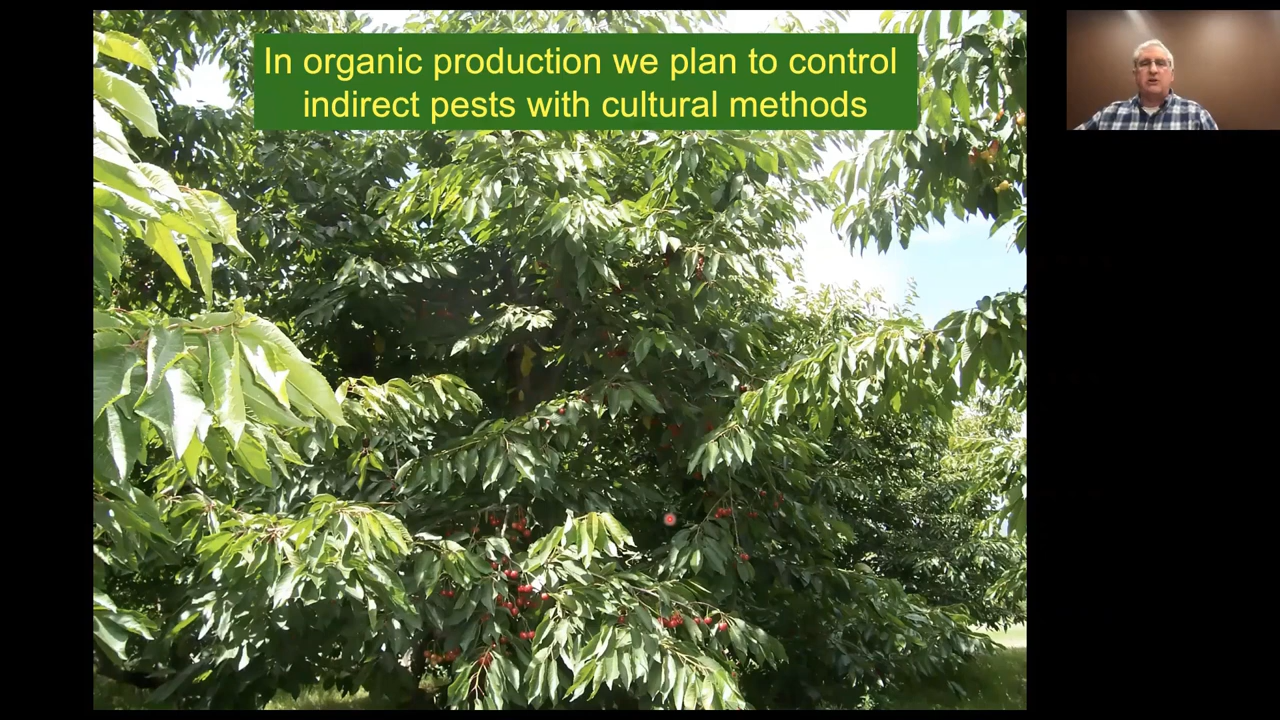 In organic production we plan to control
indirect pests with cultural methods